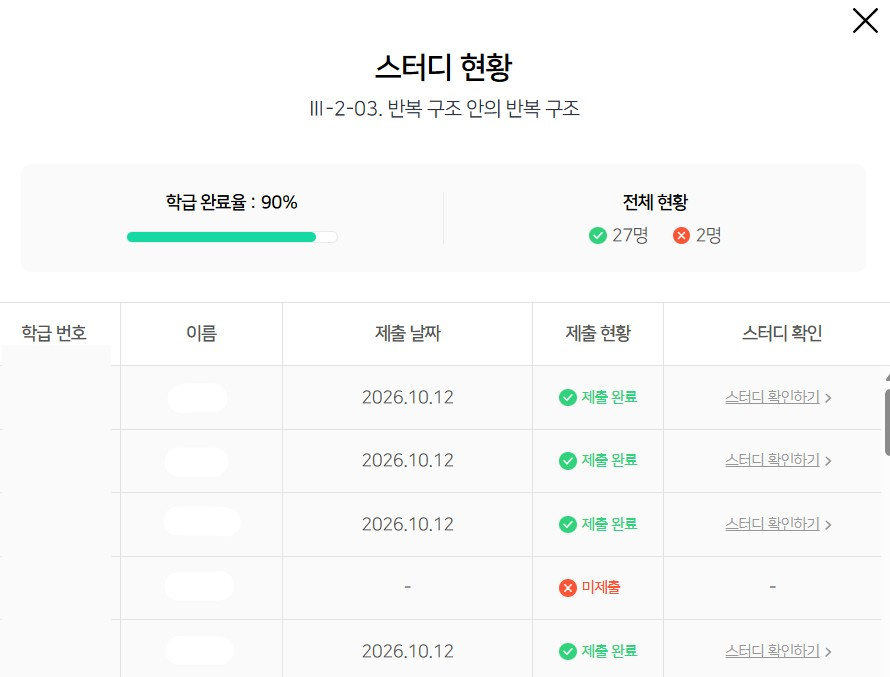 스터디 현황
Ⅲ-2-03. 반복 구조 안의 반복 구조
학급 완료율 : 90%
전체 현황
27명 2명
학급 번호 이름 제출 날짜 제출 현황 스터디 확인
2026.10.12 제출 완료 스터디 확인하기 >
2026.10.12 제출 완료 스터디 확인하기 >
2026.10.12 제출 완료 스터디 확인하기 >
- 미제출 -
2026.10.12 제출 완료 스터디 확인하기 >